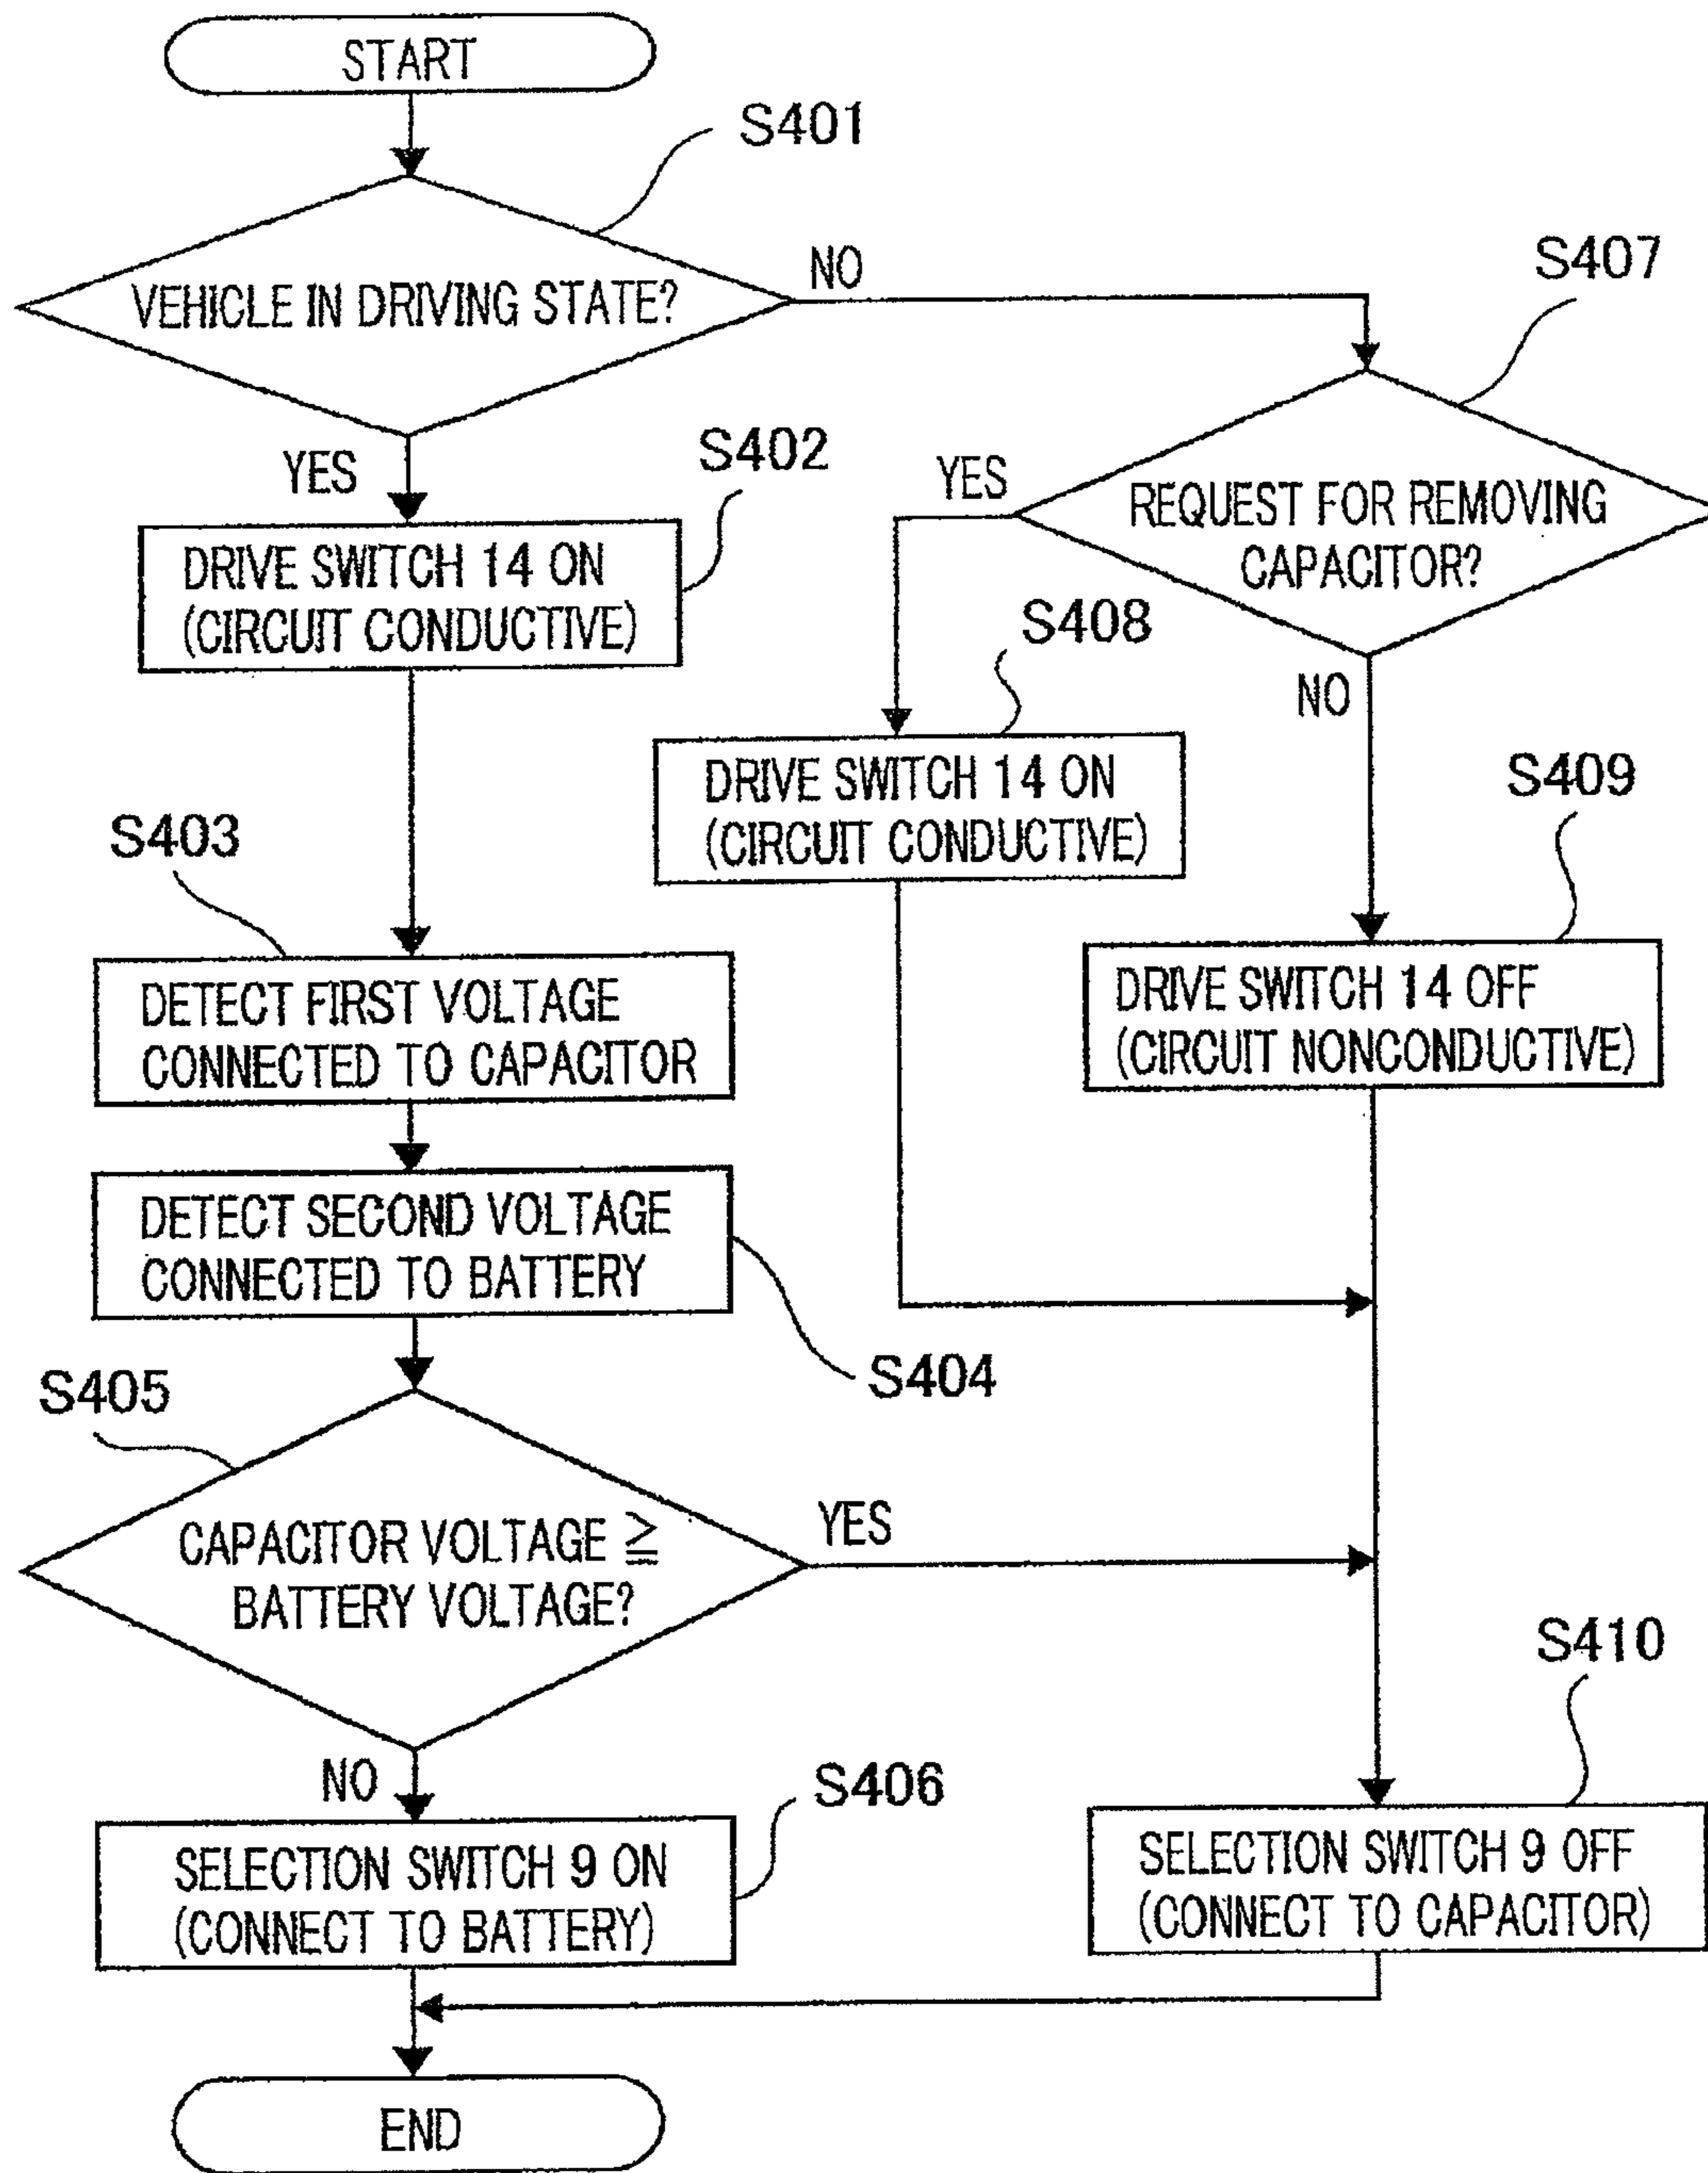 START
S401
VEHICLE IN DRIVING STATE?
NO
S407
YES
S402
YES
REQUEST FOR REMOVING
CAPACITOR?
DRIVE SWITCH 14 ON
(CIRCUIT CONDUCTIVE)
S408
NO
DRIVE SWITCH 14 ON
(CIRCUIT CONDUCTIVE)
S409
S403
DRIVE SWITCH 14 OFF
(CIRCUIT NONCONDUCTIVE)
DETECT FIRST VOLTAGE
CONNECTED TO CAPACITOR
DETECT SECOND VOLTAGE
CONNECTED TO BATTERY
S404
S405
CAPACITOR VOLTAGE ≧
BATTERY VOLTAGE?
YES
S410
NO
S406
SELECTION SWITCH 9 ON
(CONNECT TO BATTERY)
SELECTION SWITCH 9 OFF
(CONNECT TO CAPACITOR)
END